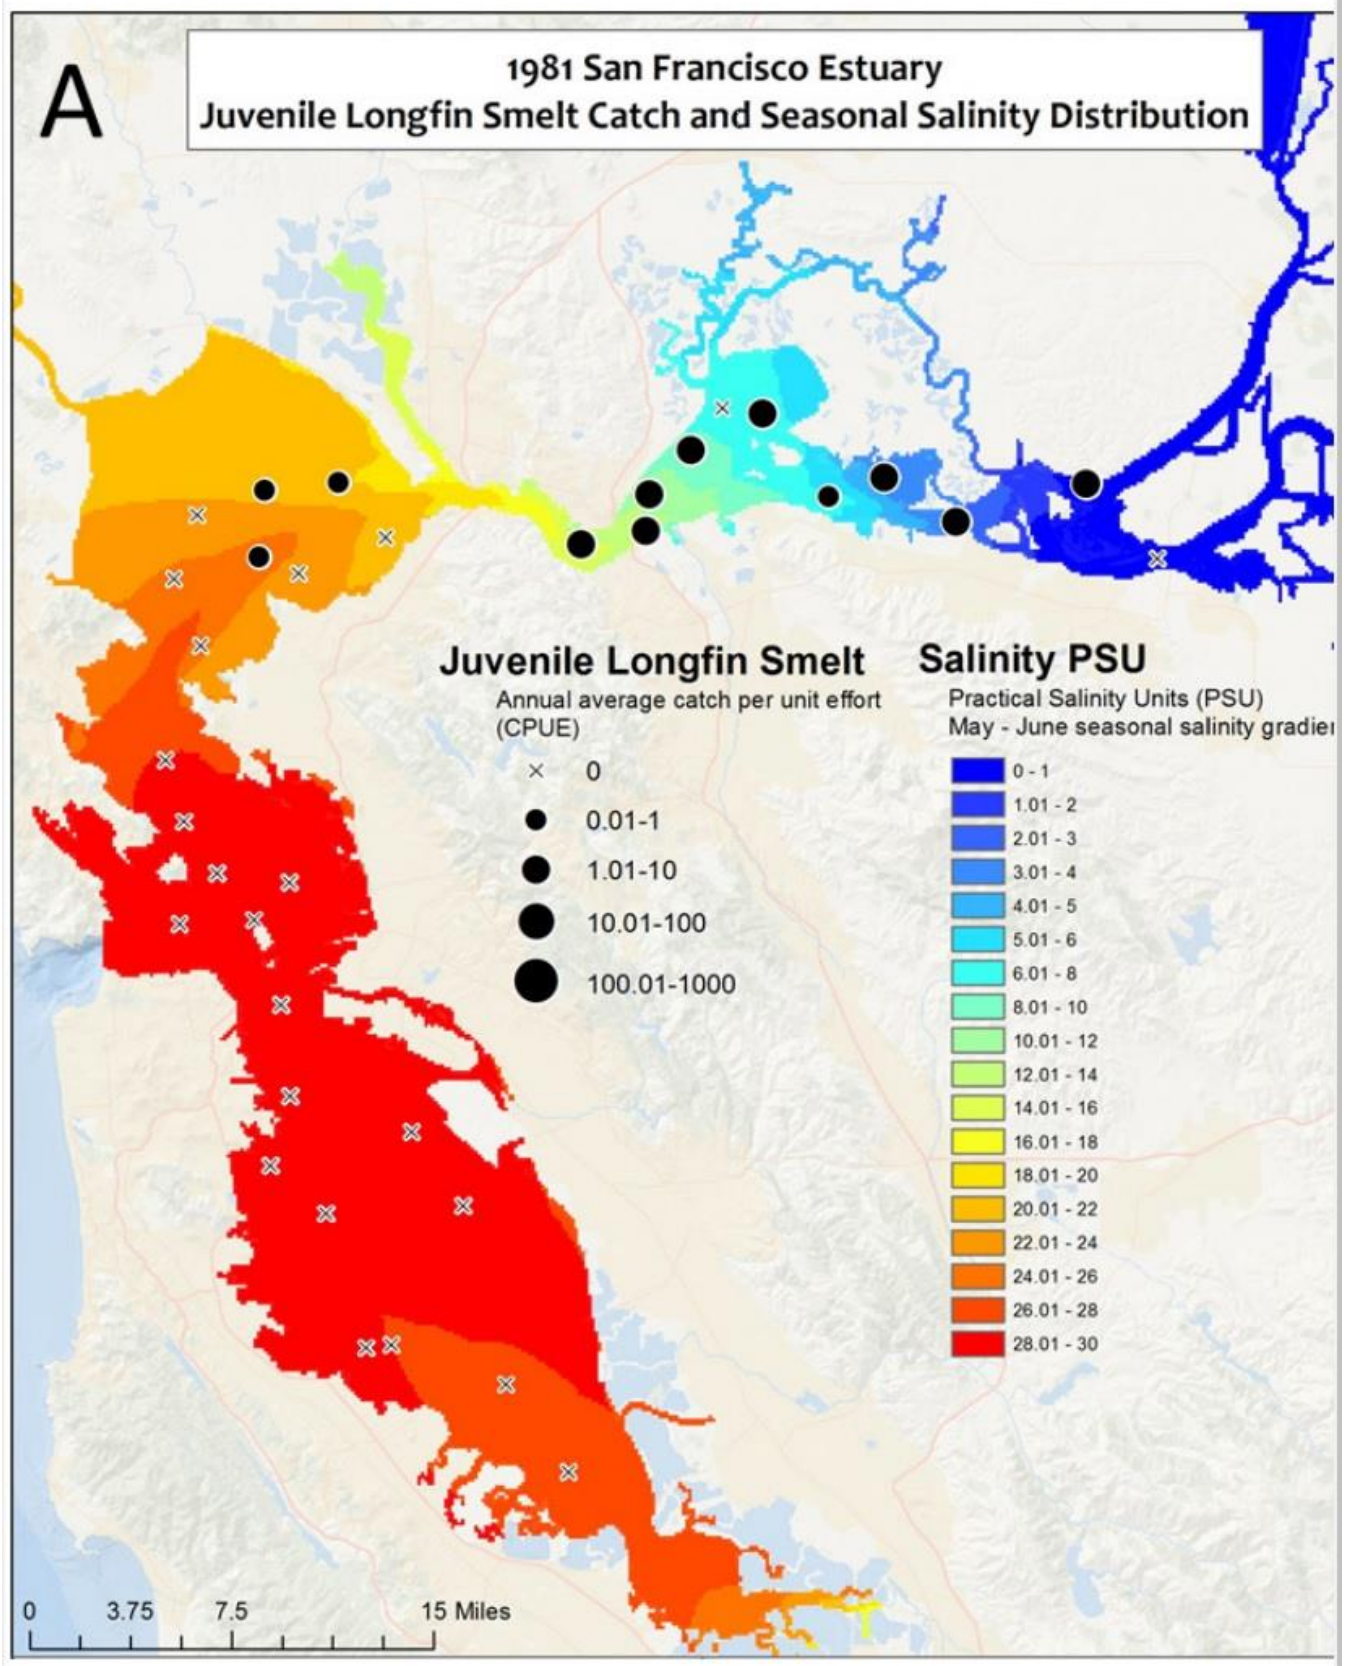 A
1981 San Francisco Estuary
Juvenile Longfin Smelt Catch and Seasonal Salinity Distribution
Juvenile Longfin Smelt
Annual average catch per unit effort
(CPUE)
0
0.01-1
1.01-10
10.01-100
100.01-1000
Salinity PSU
Practical Salinity Units (PSU)
May - June seasonal salinity gradier
0 - 1
1.01 - 2
2.01 - 3
3.01 - 4
4.01 - 5
5.01 - 6
6.01 - 8
8.01 - 10
10.01 - 12
12.01 - 14
14.01 - 16
16.01 - 18
18.01 - 20
20.01 - 22
22.01 - 24
24.01 - 26
26.01 - 28
28.01 - 30
0 3.75 7.5 15 Miles